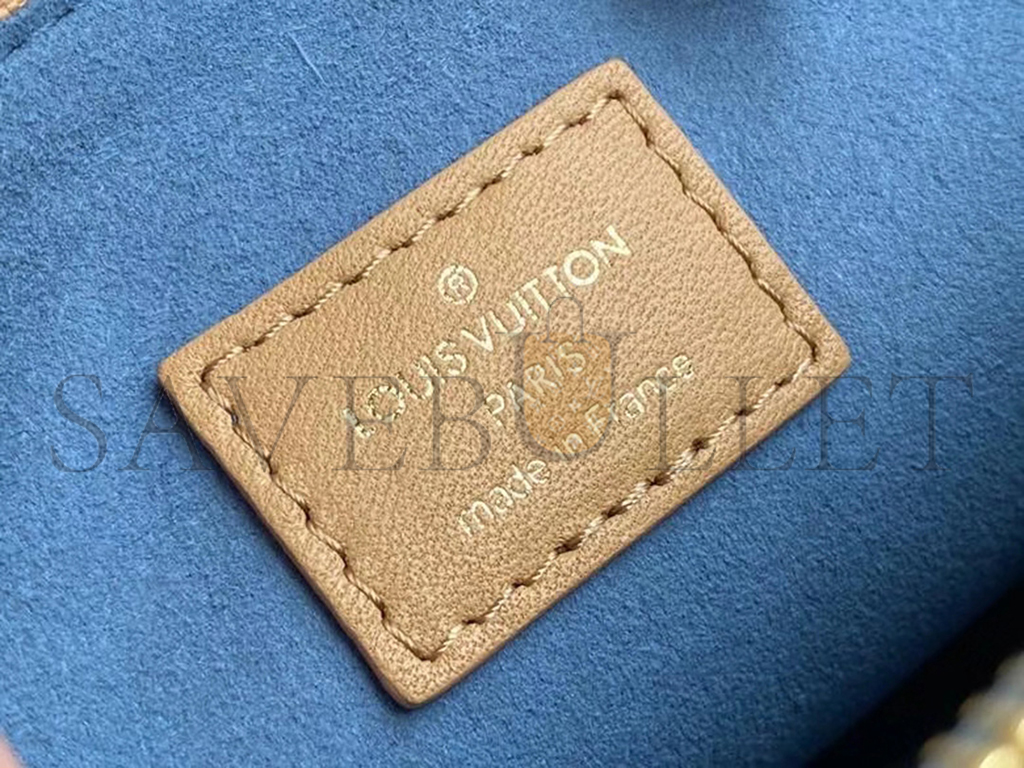 ®
LOUIS VUITTON
PARIS
made in France
SAVEBULLET